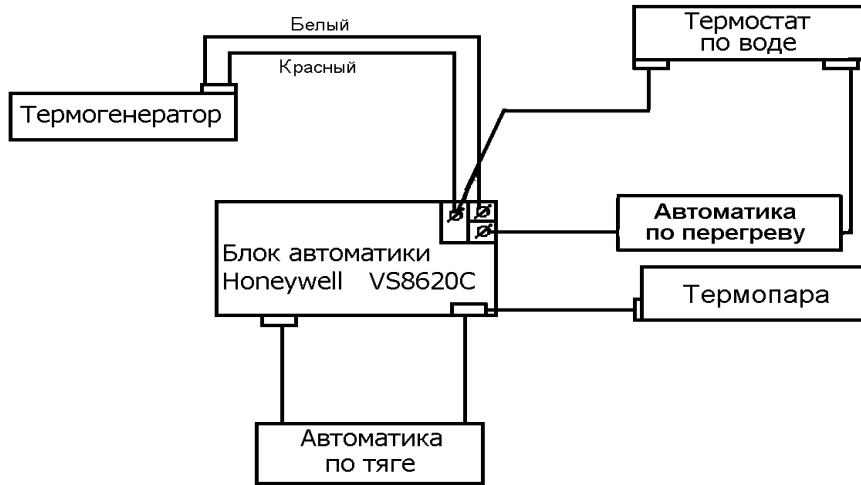 Белый
Красный
Термогенератор
Термостат
по воде
Автоматика
по перегреву
Блок автоматики
Honeywell VS8620C
Термопара
Автоматика
по тяге